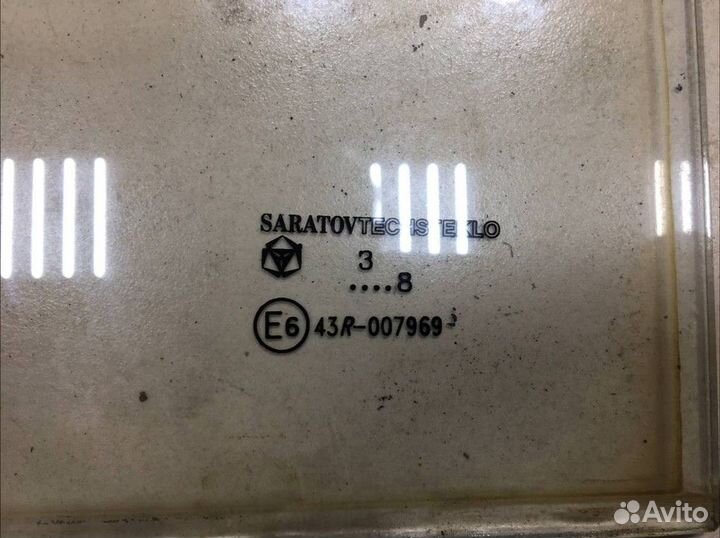 SARATOVTECHSTEKLO
3
....8
E6 43R-007969
Avito